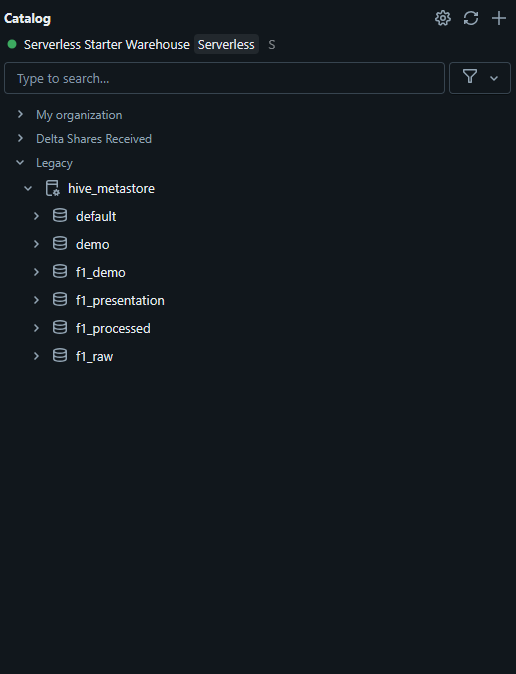 Catalog
Serverless Starter Warehouse Serverless S
Type to search...
My organization
Delta Shares Received
Legacy
hive_metastore
default
demo
f1_demo
f1_presentation
f1_processed
f1_raw